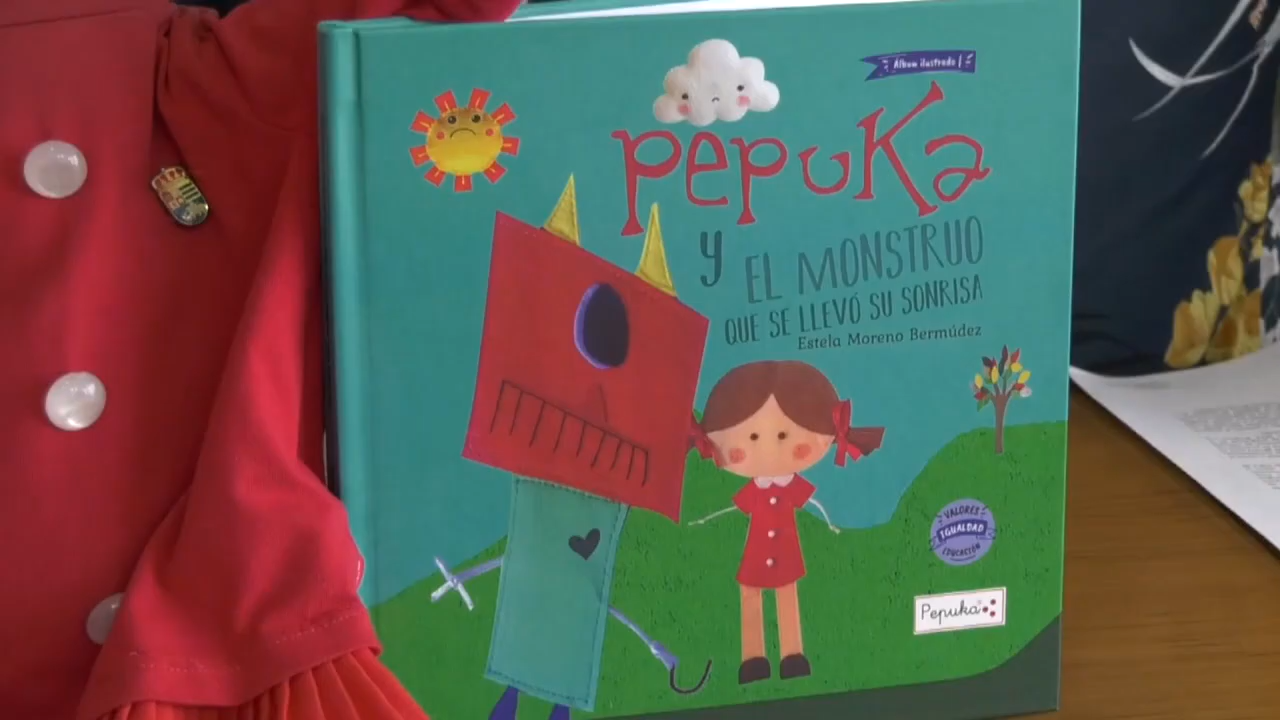 Álbum ilustrado
pepuKa
y
EL MONSTRUO
QUE SE LLEVÓ SU SONRISA
Estela Moreno Bermúdez
VALORES
IGUALDAD
EDUCACIÓN
Pepuka